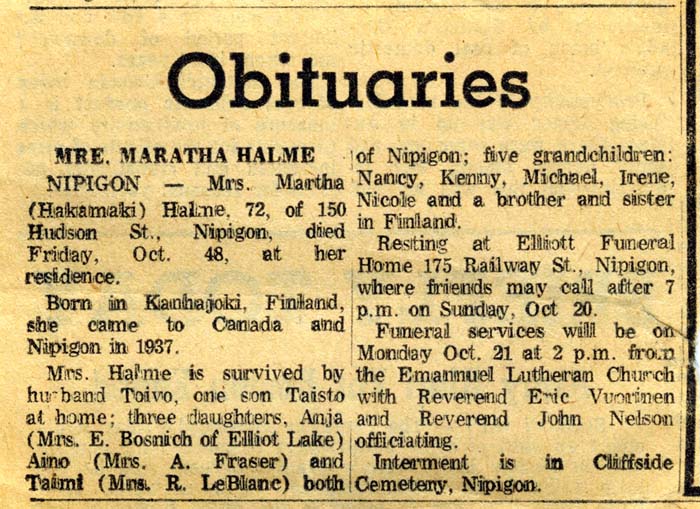 Obituaries
MRE. MARATHA HALME
NIPIGON — Mrs. Martha
(Hakamaki) Halme, 72, of 150
Hudson St., Nipigon, died
Friday, Oct. 48, at her
residence.
Born in Kanhajoki, Finland,
she came to Canada and
Nipigon in 1937.
Mrs. Halme is survived by
husband Toivo, one son Taisto
at home; three daughters, Anja
(Mrs. E. Bosnich of Elliot Lake)
Aino (Mrs. A. Fraser) and
Taimi (Mrs. R. LeBlanc) both
of Nipigon; five grandchildren:
Nancy, Kenny, Michael, Irene,
Nicole and a brother and sister
in Finland.
Resting at Elliott Funeral
Home 175 Railway St., Nipigon,
where friends may call after 7
p.m. on Sunday, Oct 20.
Funeral services will be on
Monday Oct. 21 at 2 p.m. from
the Emannuel Lutheran Church
with Reverend Eric Vuorinen
and Reverend John Nelson
officiating.
Interment is in Cliffside
Cemetery, Nipigon.